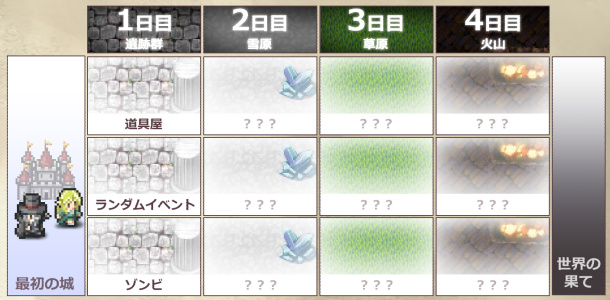 1日目
遺跡群
2日目
雪原
3日目
草原
4日目
火山
道具屋
？？？
？？？
？？？
ランダムイベント
？？？
？？？
？？？
ゾンビ
？？？
？？？
？？？
最初の城
世界の
果て